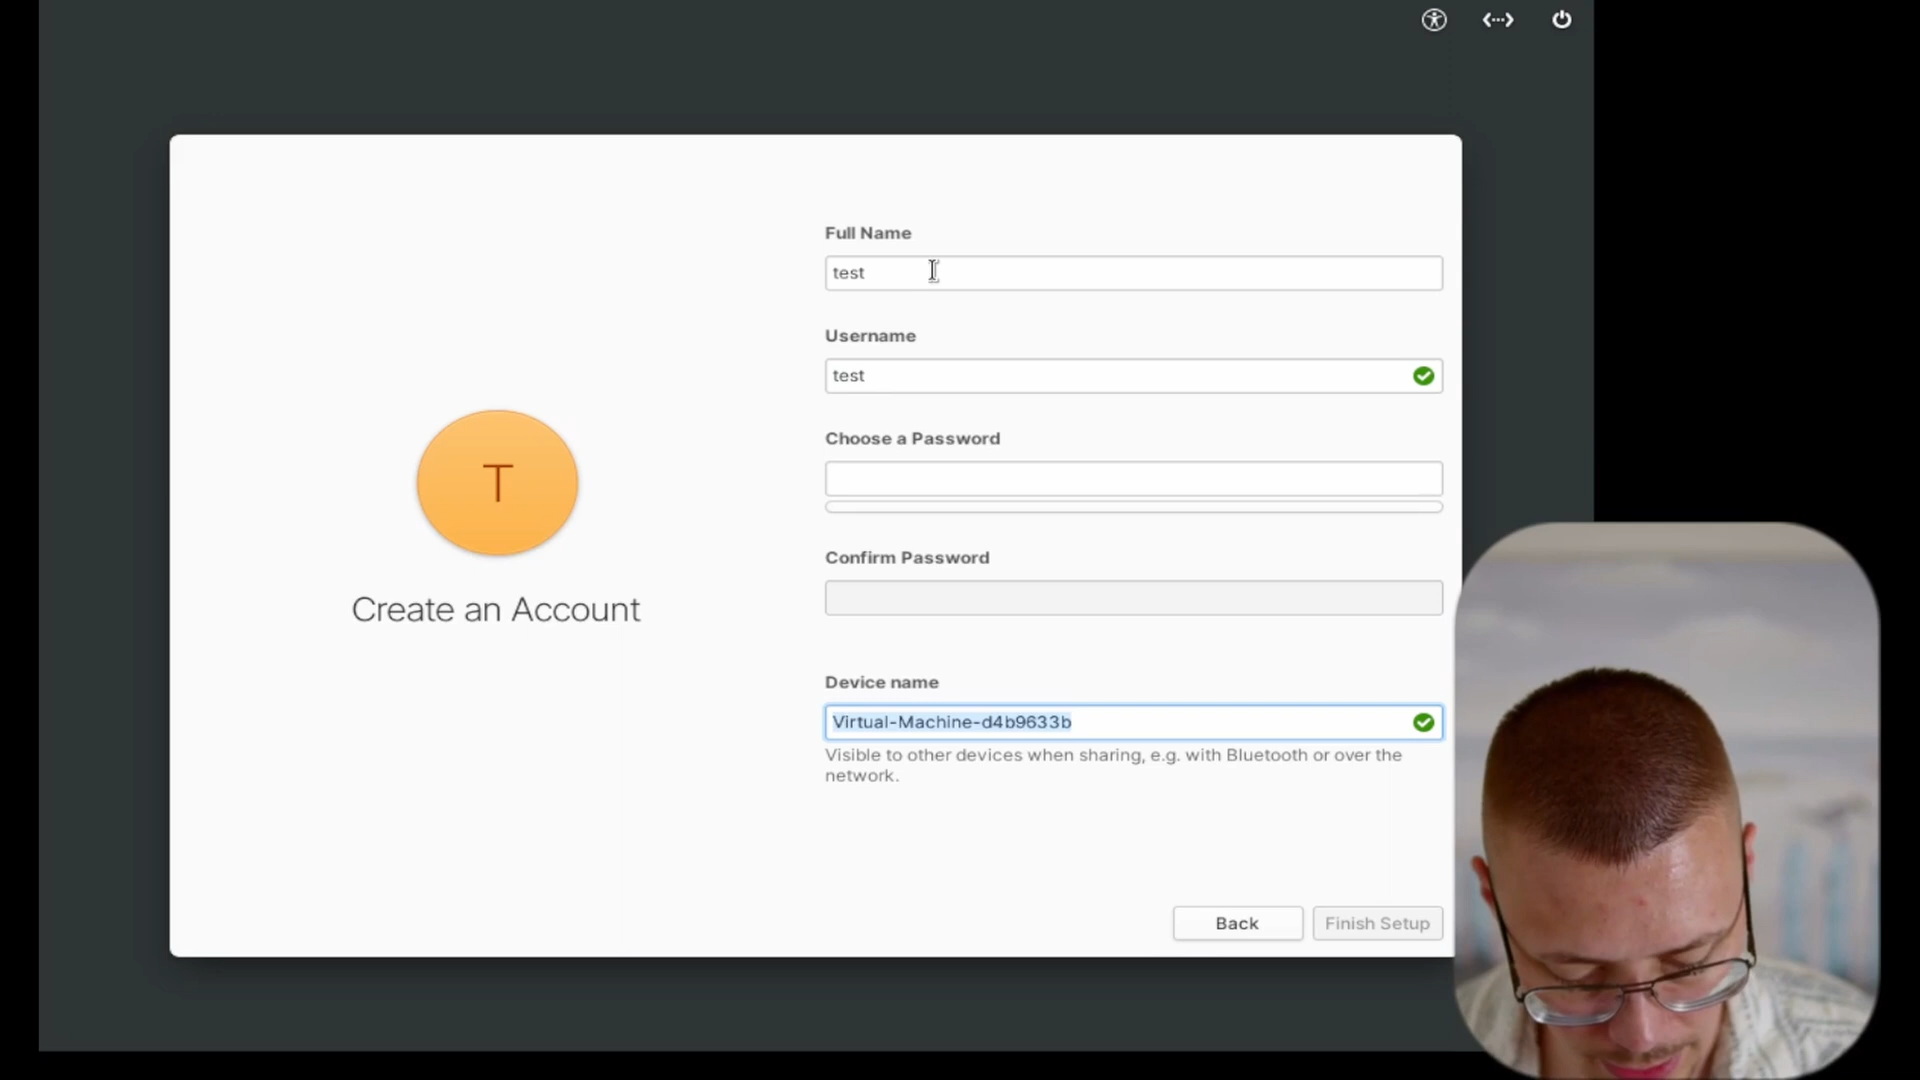 Full Name
test
Username
test
Choose a Password
T
Confirm Password
Create an Account
Device name
Virtual-Machine-d4b9633b
Visible to other devices when sharing, e.g. with Bluetooth or over the
network.
Back
Finish Setup